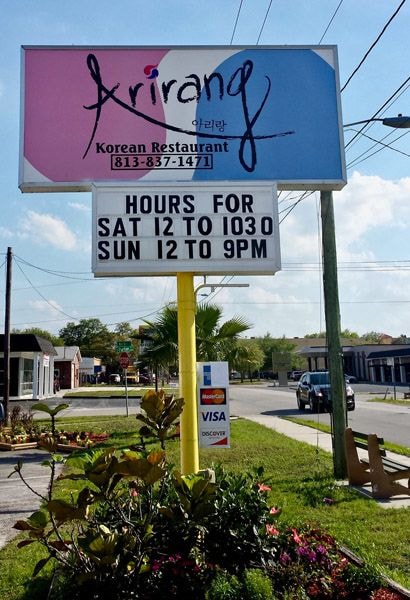 Arirang
아리랑
Korean Restaurant
813-837-1471
HOURS FOR
SAT 12 TO 1030
SUN 12 TO 9PM
MasterCard
VISA
DISCOVER